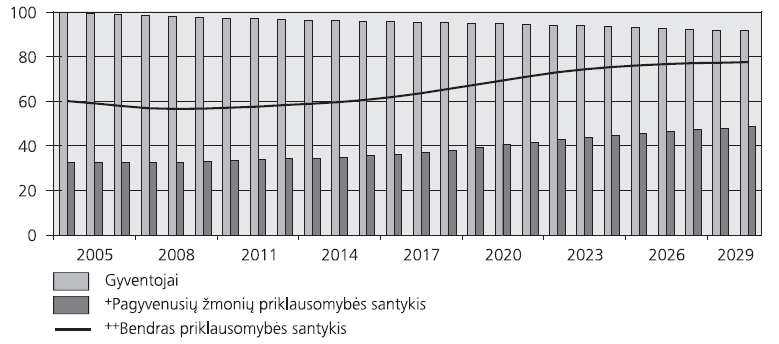 100
80
60
40
20
0
2005 2008 2011 2014 2017 2020 2023 2026 2029
Gyventojai
+Pagyvenusių žmonių priklausomybės santykis
++Bendras priklausomybės santykis